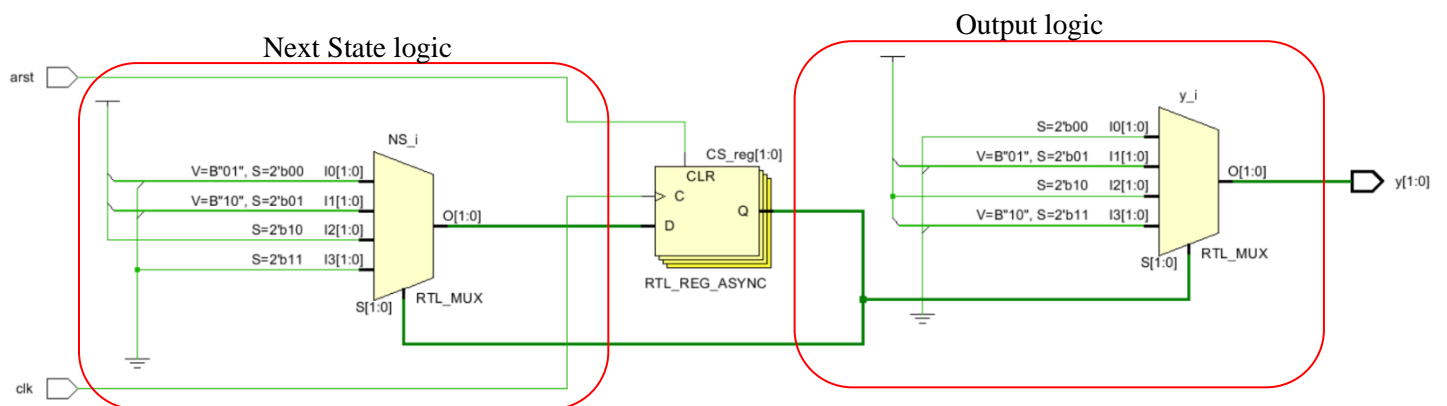 Next State logic
Output logic
arst
NS_i
V=B"01", S=2'b00 I0[1:0]
V=B"10", S=2'b01 I1[1:0]
S=2'b10 I2[1:0]
S=2'b11 I3[1:0]
O[1:0]
S[1:0]
RTL_MUX
CS_reg[1:0]
CLR
C
D
Q
RTL_REG_ASYNC
y_i
S=2'b00 I0[1:0]
V=B"01", S=2'b01 I1[1:0]
S=2'b10 I2[1:0]
V=B"10", S=2'b11 I3[1:0]
O[1:0]
S[1:0]
RTL_MUX
y[1:0]
clk